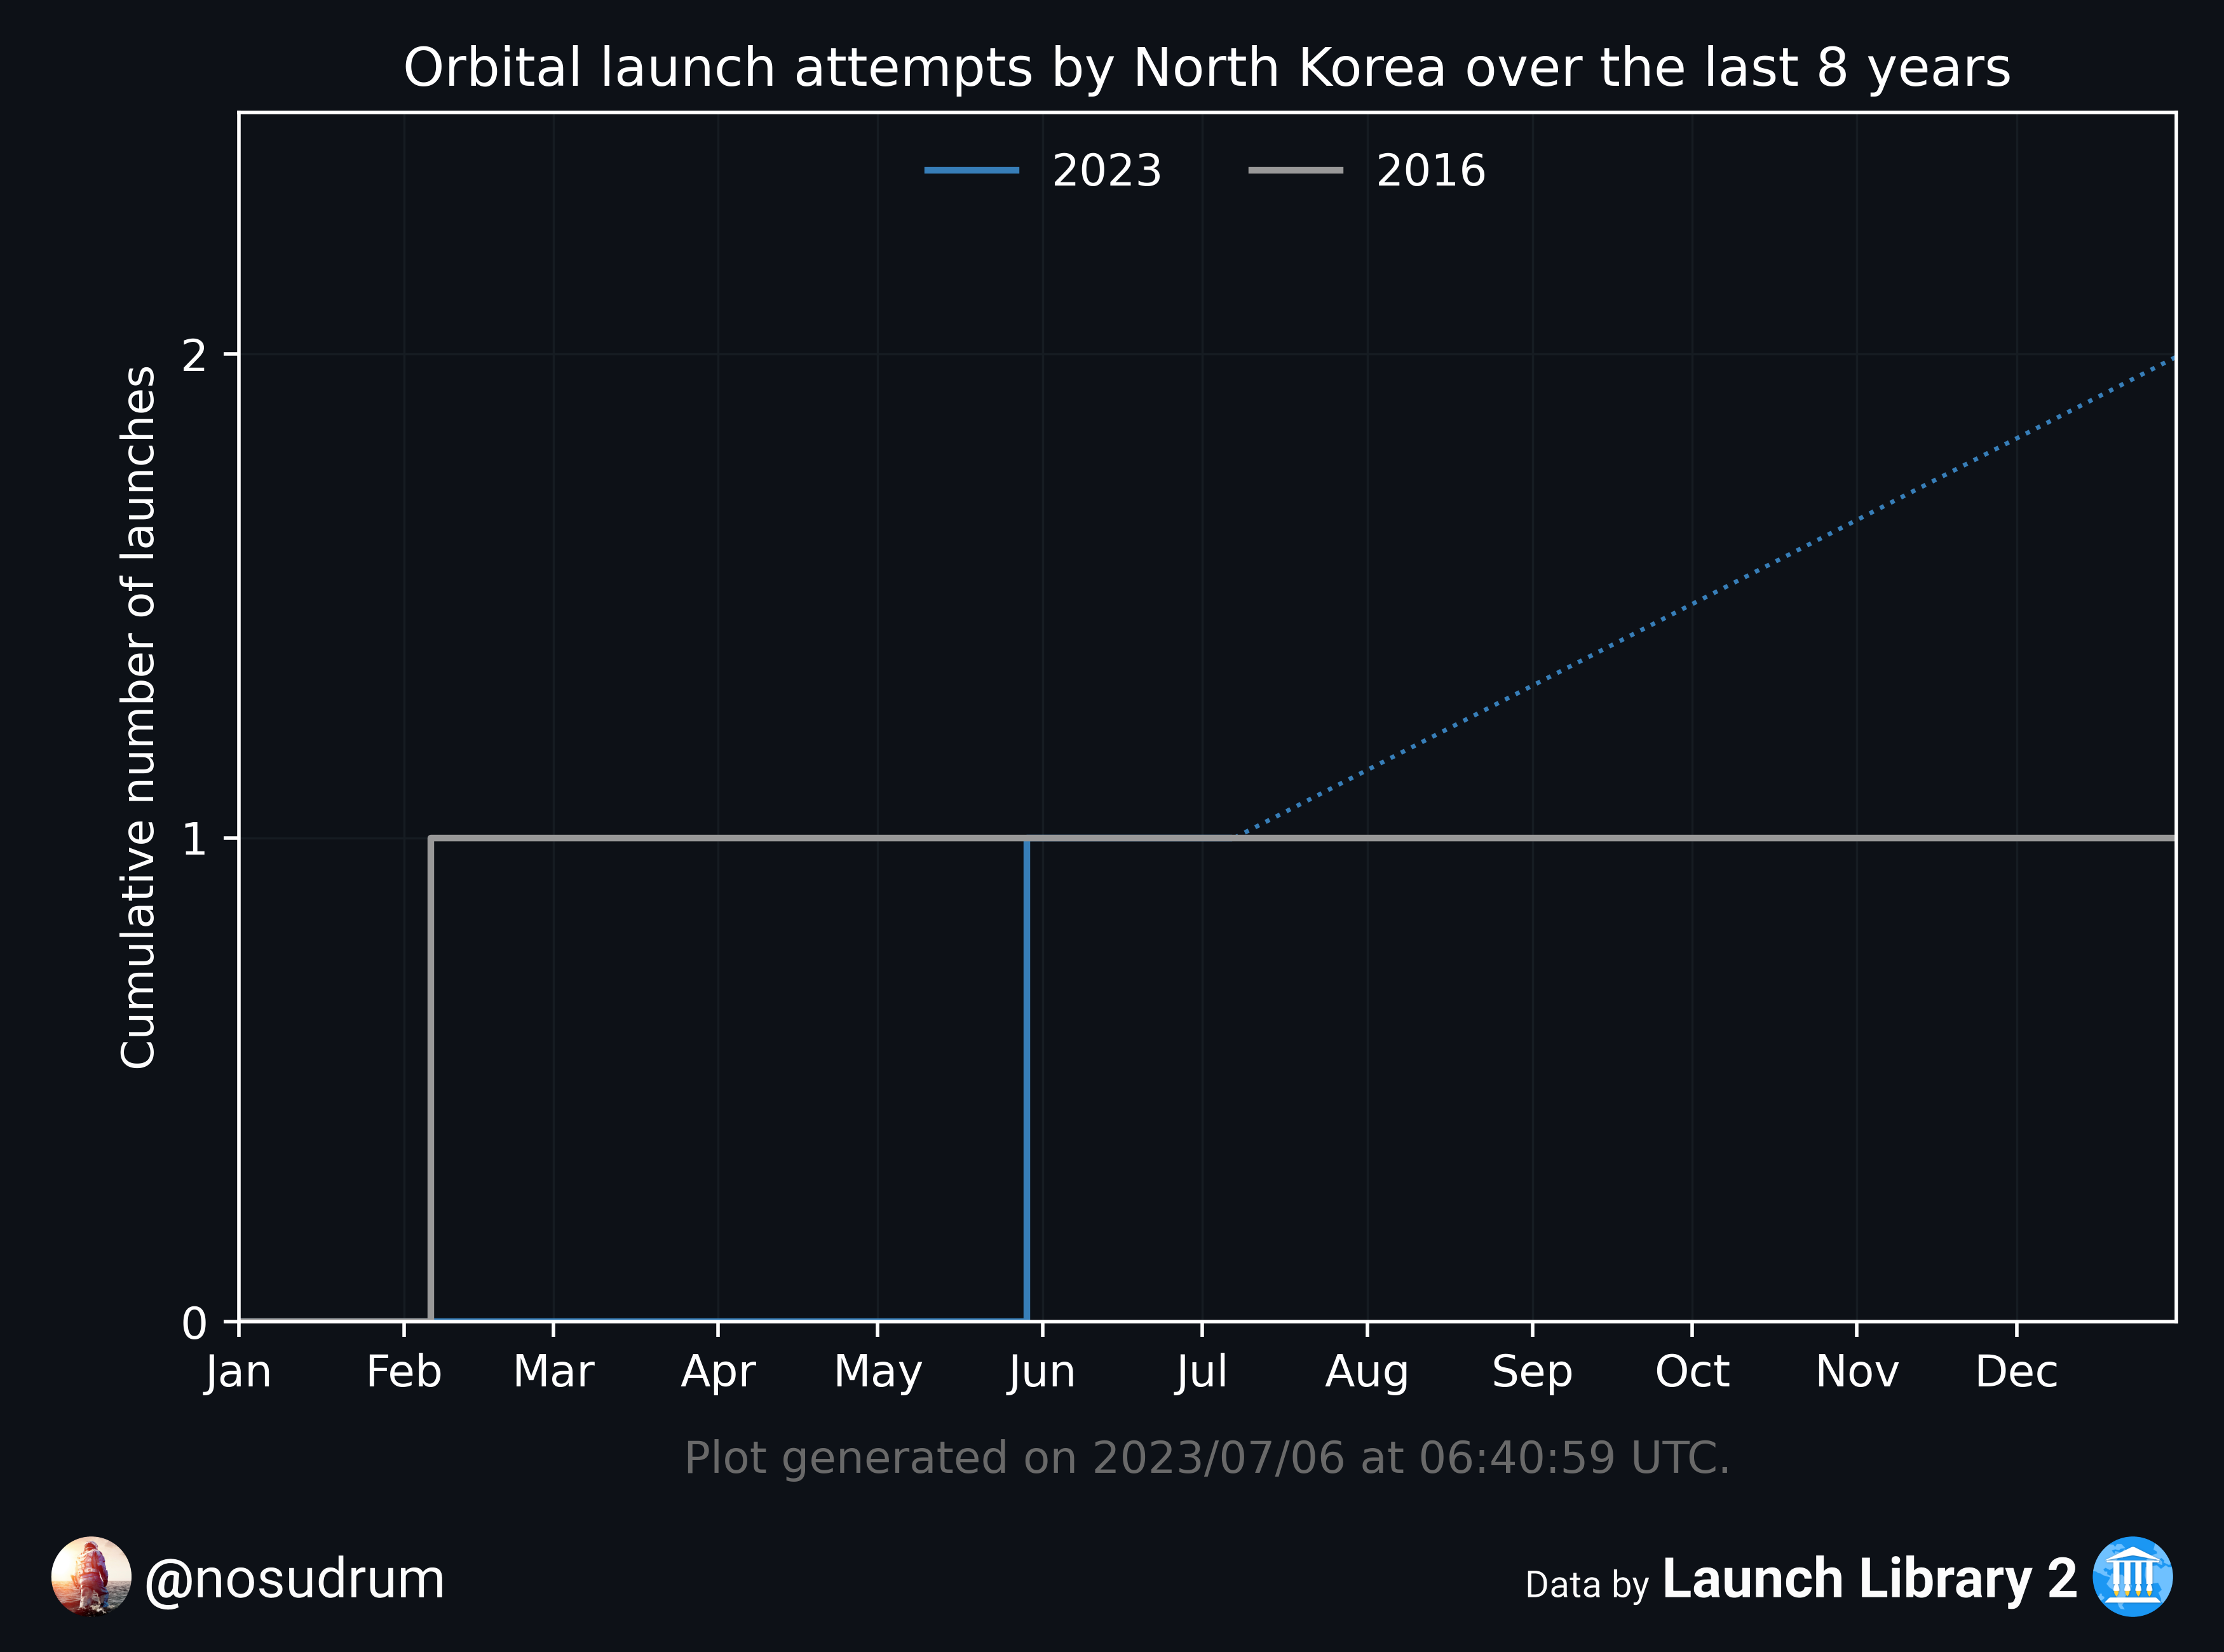 Orbital launch attempts by North Korea over the last 8 years
2023 2016
Cumulative number of launches
2
1
0
Jan Feb Mar Apr May Jun Jul Aug Sep Oct Nov Dec
Plot generated on 2023/07/06 at 06:40:59 UTC.
@nosudrum
Data by Launch Library 2